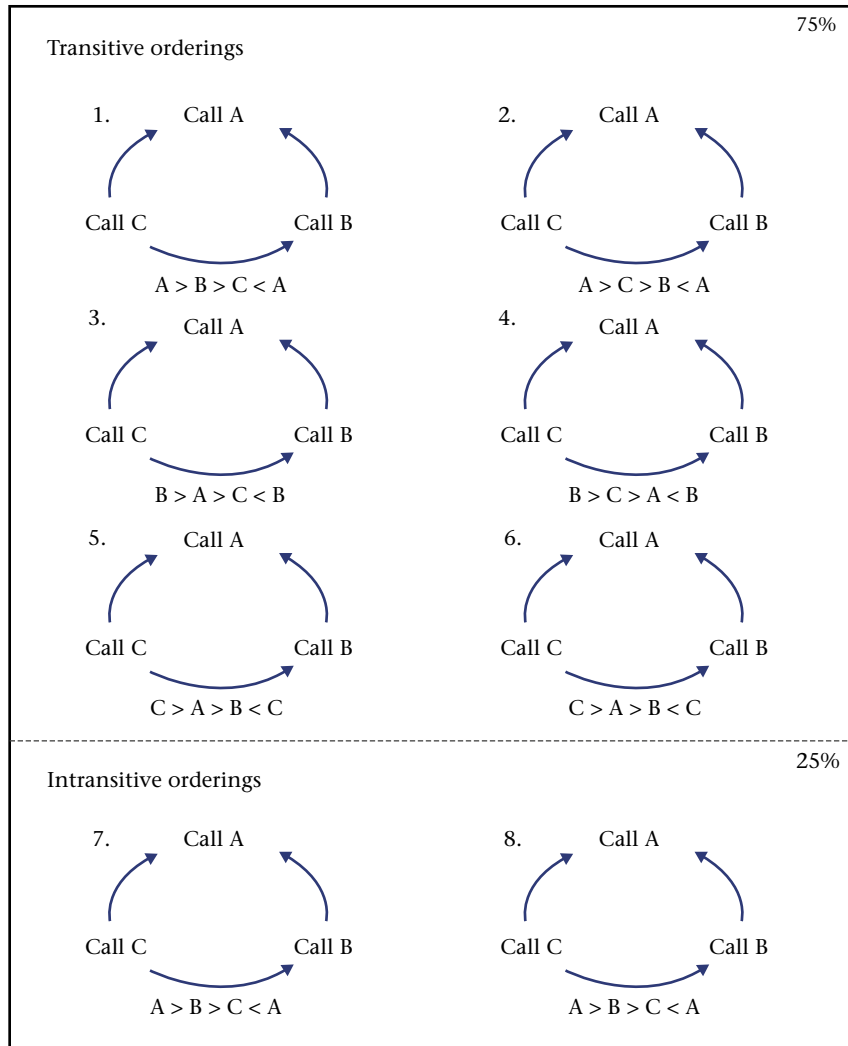 75%
Transitive orderings
1. Call A 2. Call A
Call C Call B Call C Call B
A > B > C < A A > C > B < A
3. Call A 4. Call A
Call C Call B Call C Call B
B > A > C < B B > C > A < B
5. Call A 6. Call A
Call C Call B Call C Call B
C > A > B < C C > A > B < C
25%
Intransitive orderings
7. Call A 8. Call A
Call C Call B Call C Call B
A > B > C < A A > B > C < A